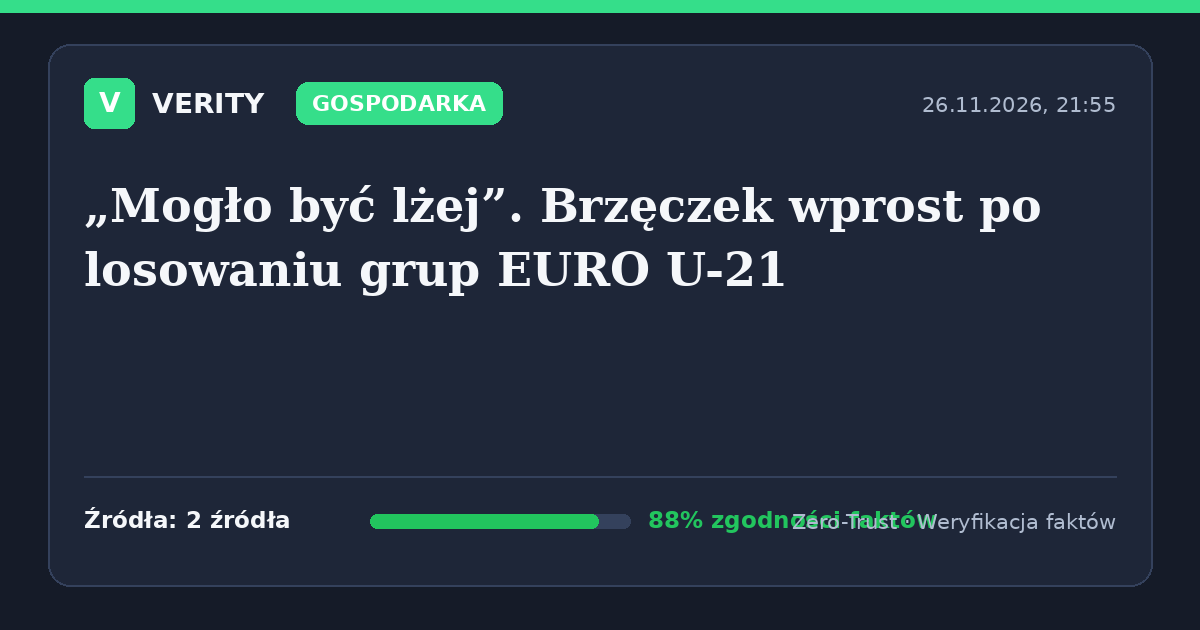 V VERITY GOSPODARKA 26.11.2026, 21:55
„Mogło być lżej”. Brzęczek wprost po
losowaniu grup EURO U-21
Źródła: 2 źródła 88% zgodności faktów Zero-Trust · Weryfikacja faktów